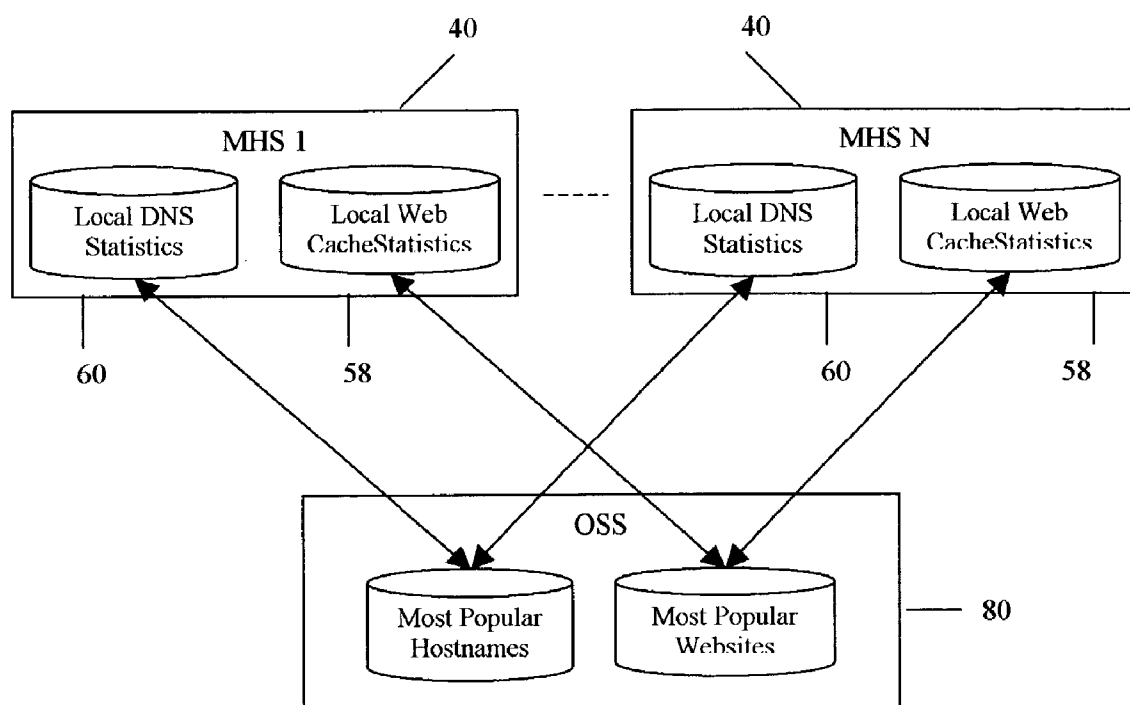 40
40
MHS 1
MHS N
Local DNS
Statistics
Local Web
CacheStatistics
Local DNS
Statistics
Local Web
CacheStatistics
60
58
60
58
OSS
Most Popular
Hostnames
Most Popular
Websites
80